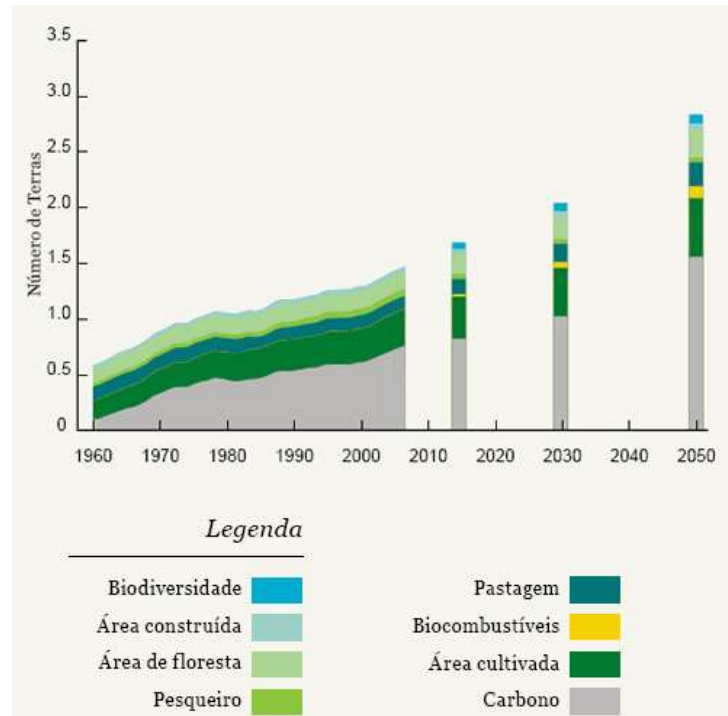 Número de Terras
3.5
3.0
2.5
2.0
1.5
1.0
0.5
0
1960 1970 1980 1990 2000 2010 2020 2030 2040 2050
Legenda
Biodiversidade
Área construída
Área de floresta
Pesqueiro
Pastagem
Biocombustíveis
Área cultivada
Carbono